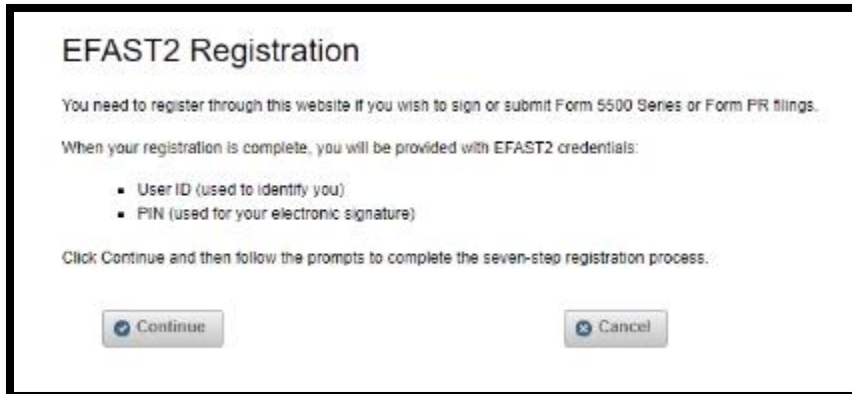 EFAST2 Registration
You need to register through this website if you wish to sign or submit Form 5500 Series or Form PR filings.
When your registration is complete, you will be provided with EFAST2 credentials:
▪ User ID (used to identify you)
▪ PIN (used for your electronic signature)
Click Continue and then follow the prompts to complete the seven-step registration process.
Continue
Cancel